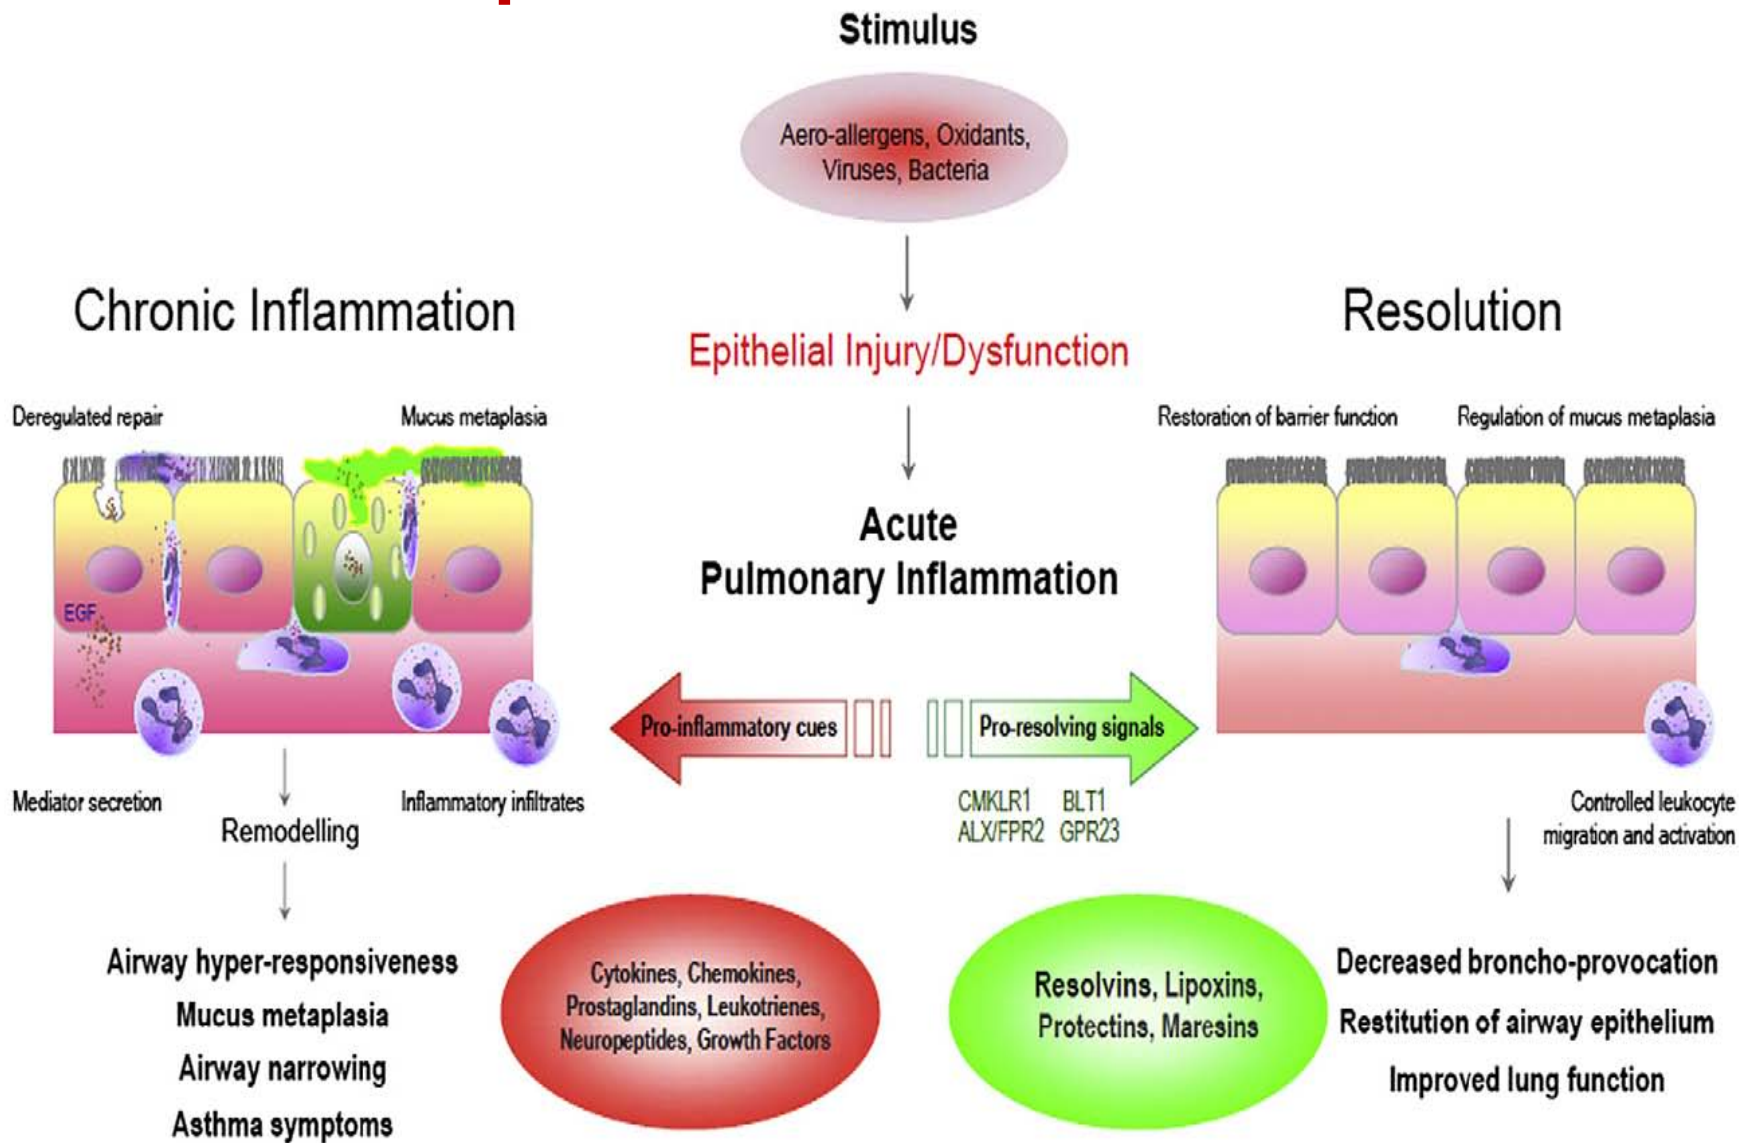 Stimulus
Aero-allergens, Oxidants,
Viruses, Bacteria
Epithelial Injury/Dysfunction
Acute
Pulmonary Inflammation
Chronic Inflammation
Deregulated repair
Mucus metaplasia
EGF
Mediator secretion
Inflammatory infiltrates
Remodelling
Airway hyper-responsiveness
Mucus metaplasia
Airway narrowing
Asthma symptoms
Pro-inflammatory cues
Cytokines, Chemokines,
Prostaglandins, Leukotrienes,
Neuropeptides, Growth Factors
Pro-resolving signals
CMKLR1 BLT1
ALX/FPR2 GPR23
Resolvins, Lipoxins,
Protectins, Maresins
Resolution
Restoration of barrier function
Regulation of mucus metaplasia
Controlled leukocyte
migration and activation
Decreased broncho-provocation
Restitution of airway epithelium
Improved lung function